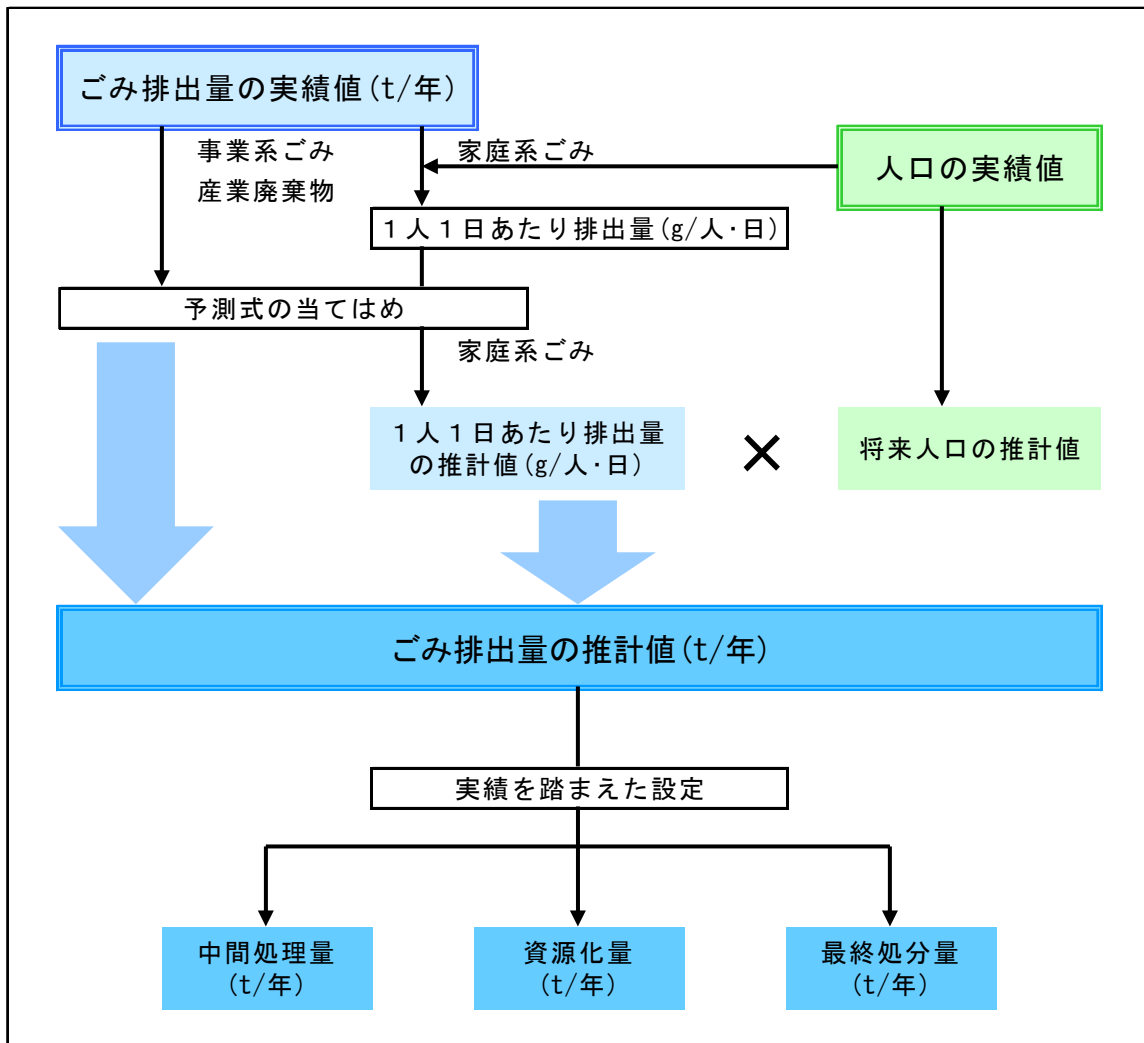 ごみ排出量の実績値(t/年)
事業系ごみ
産業廃棄物
家庭系ごみ
人口の実績値
１人１日あたり排出量(g/人･日)
予測式の当てはめ
家庭系ごみ
１人１日あたり排出量
の推計値(g/人･日)
×
将来人口の推計値
ごみ排出量の推計値(t/年)
実績を踏まえた設定
中間処理量
(t/年)
資源化量
(t/年)
最終処分量
(t/年)